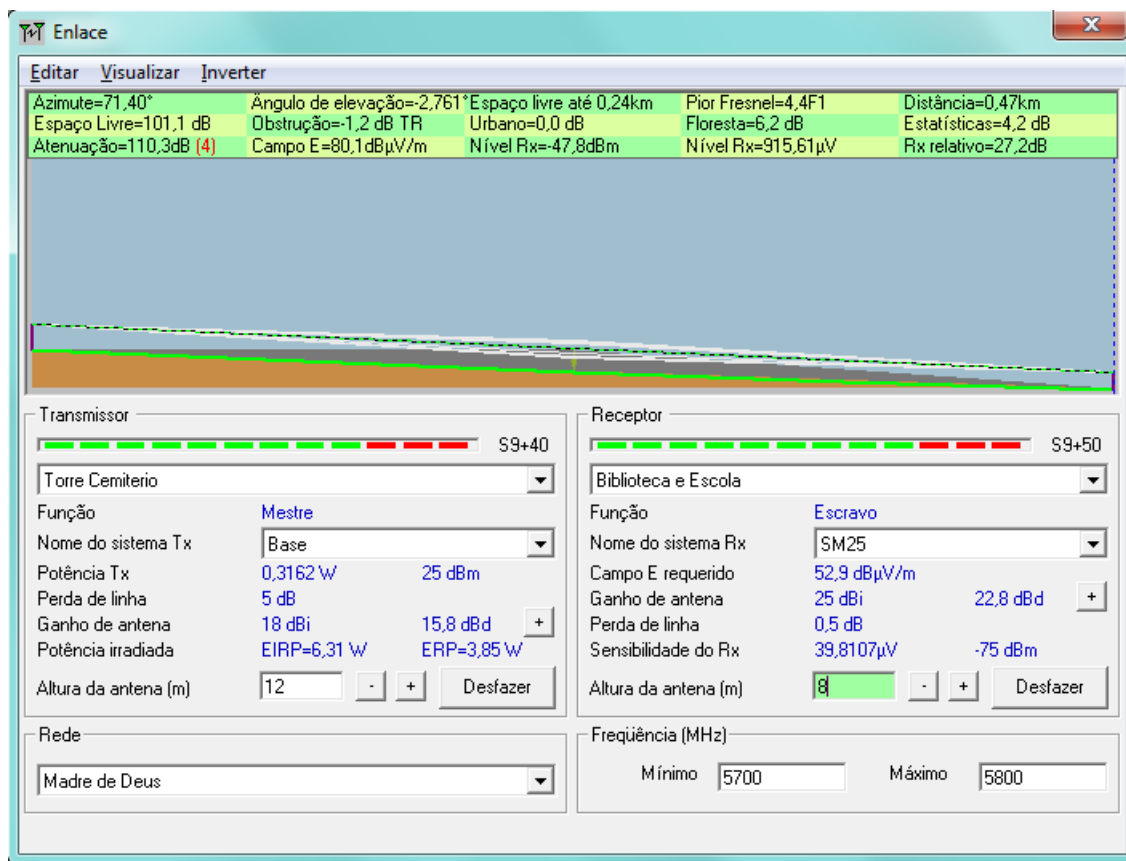 Enlace
Editar Visualizar Inverter
Azimute=71,40° Ângulo de elevação=-2,761° Espaço livre até 0,24km Pior Fresnel=4,4F1 Distância=0,47km
Espaço Livre=101,1 dB Obstrução=-1,2 dB TR Urbano=0,0 dB Floresta=6,2 dB Estatísticas=4,2 dB
Atenuação=110,3dB (4) Campo E=80,1dBµV/m Nível Rx=-47,8dBm Nível Rx=915,61µV Rx relativo=27,2dB
Transmissor
S9+40
Torre Cemiterio
Função Mestre
Nome do sistema Tx Base
Potência Tx 0,3162 W 25 dBm
Perda de linha 5 dB
Ganho de antena 18 dBi 15,8 dBd +
Potência irradiada EIRP=6,31 W ERP=3,85 W
Altura da antena (m) 12 - + Desfazer
Receptor
S9+50
Biblioteca e Escola
Função Escravo
Nome do sistema Rx SM25
Campo E requerido 52,9 dBµV/m
Ganho de antena 25 dBi 22,8 dBd +
Perda de linha 0,5 dB
Sensibilidade do Rx 39,8107µV -75 dBm
Altura da antena (m) 8 - + Desfazer
Rede
Madre de Deus
Freqüência (MHz)
Mínimo 5700 Máximo 5800